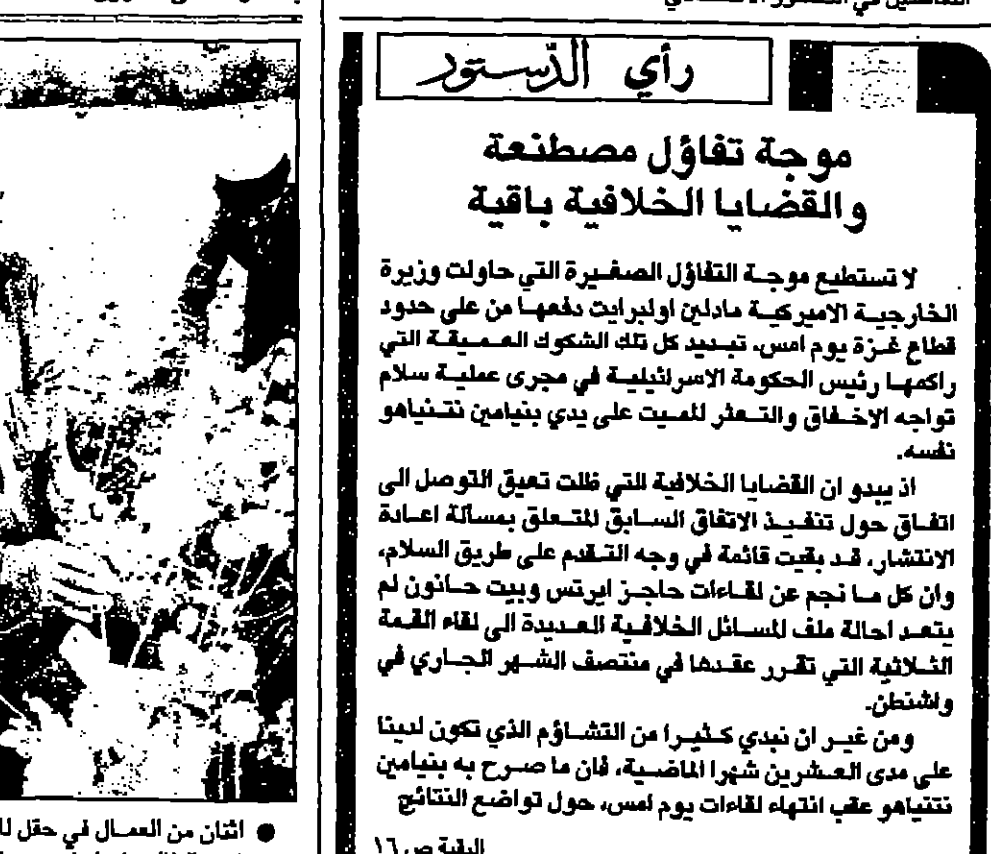 رأي الدستور
موجة تفاؤل مصطنعة
والقضايا الخلافية باقية
لا تستطيع موجة التفاؤل الصغيرة التي حاولت وزيرة
الخارجية الاميركية مادلين اولبرايت دفعها من على حدود
قطاع غزة يوم امس، تبديد كل تلك الشكوك العميقة التي
راكمها رئيس الحكومة الاسرائيلية في مجرى عملية سلام
تواجه الاخفاق والتعثر المميت على يدي بنيامين نتنياهو
نفسه.
اذ يبدو ان القضايا الخلافية التي ظلت تعيق التوصل الى
اتفاق حول تنفيذ الاتفاق السابق المتعلق بمسألة اعادة
الانتشار، قد بقيت قائمة في وجه التقدم على طريق السلام،
وان كل ما نجم عن لقاءات حاجز ايرتس وبيت حانون لم
يتعد احالة ملف المسائل الخلافية العديدة الى لقاء القمة
الثلاثية التي تقرر عقدها في منتصف الشهر الجاري في
واشنطن.
ومن غير ان نبدي كثيرا من التشاؤم الذي تكون لدينا
على مدى العشرين شهرا الماضية، فان ما صرح به بنيامين
نتنياهو عقب انتهاء لقاءات يوم امس، حول تواضع النتائج
البقية ص ١٦
● اثنان من العمال في حقل